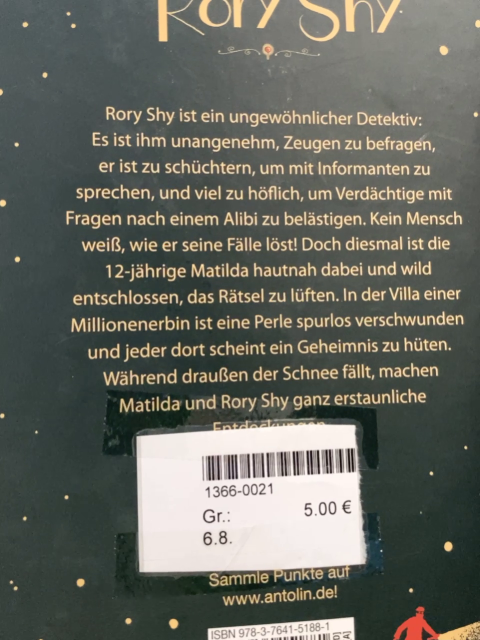 Rory Shy
Rory Shy ist ein ungewöhnlicher Detektiv:
Es ist ihm unangenehm, Zeugen zu befragen,
er ist zu schüchtern, um mit Informanten zu
sprechen, und viel zu höflich, um Verdächtige mit
Fragen nach einem Alibi zu belästigen. Kein Mensch
weiß, wie er seine Fälle löst! Doch diesmal ist die
12-jährige Matilda hautnah dabei und wild
entschlossen, das Rätsel zu lüften. In der Villa einer
Millionenerbin ist eine Perle spurlos verschwunden
und jeder dort scheint ein Geheimnis zu hüten.
Während draußen der Schnee fällt, machen
Matilda und Rory Shy ganz erstaunliche
Entdeckungen
1366-0021
Gr.: 5.00 €
6.8.
Sammle Punkte auf
www.antolin.de!
ISBN 978-3-7641-5188-1